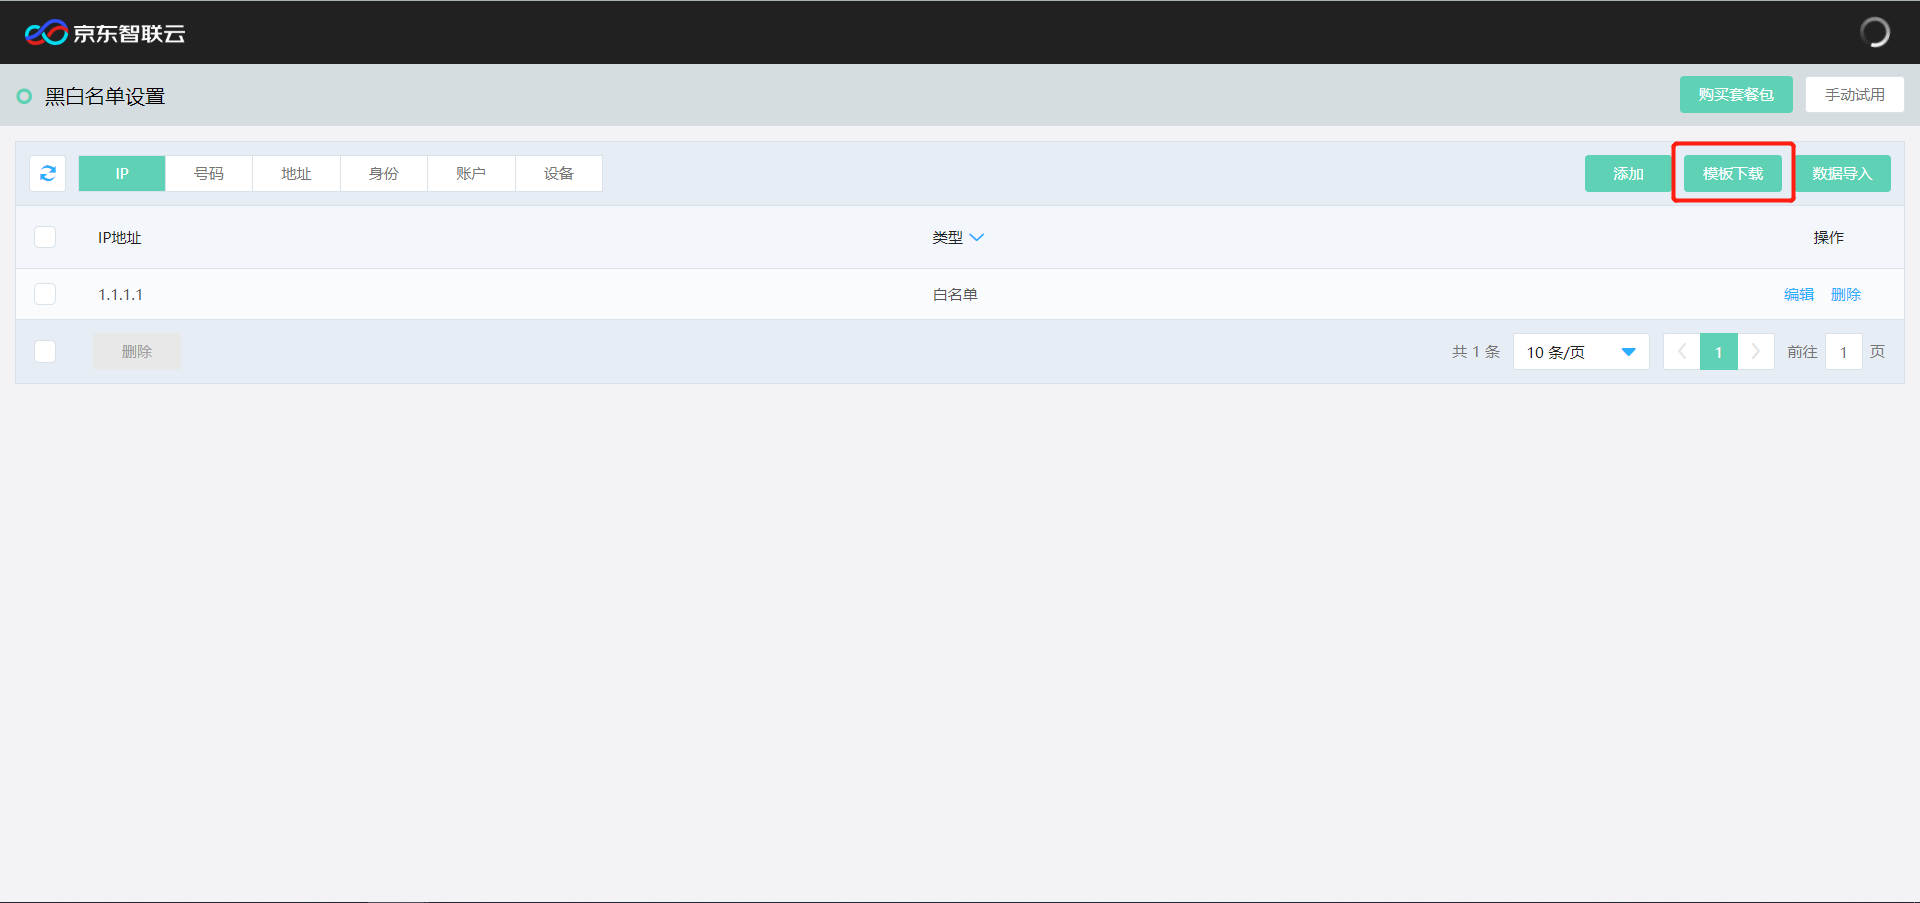 京东智联云
黑白名单设置
购买套餐包
手动试用
IP
号码
地址
身份
账户
设备
添加
模板下载
数据导入
IP地址
类型
操作
1.1.1.1
白名单
编辑
删除
删除
共 1 条
10 条/页
1
前往
1
页